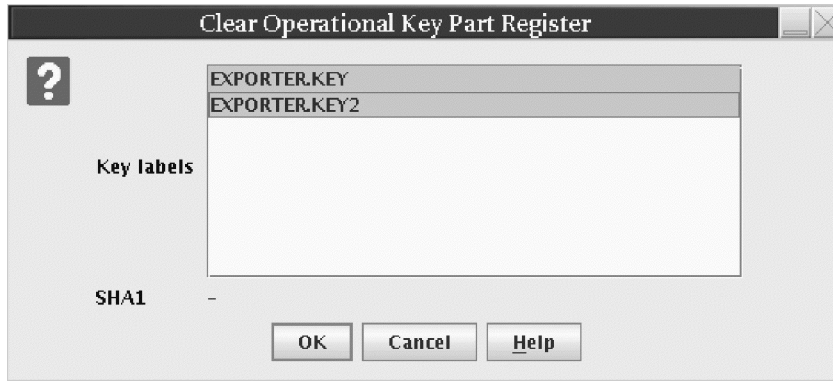 Clear Operational Key Part Register
EXPORTER.KEY
EXPORTER.KEY2
Key labels
SHA1 -
OK Cancel Help